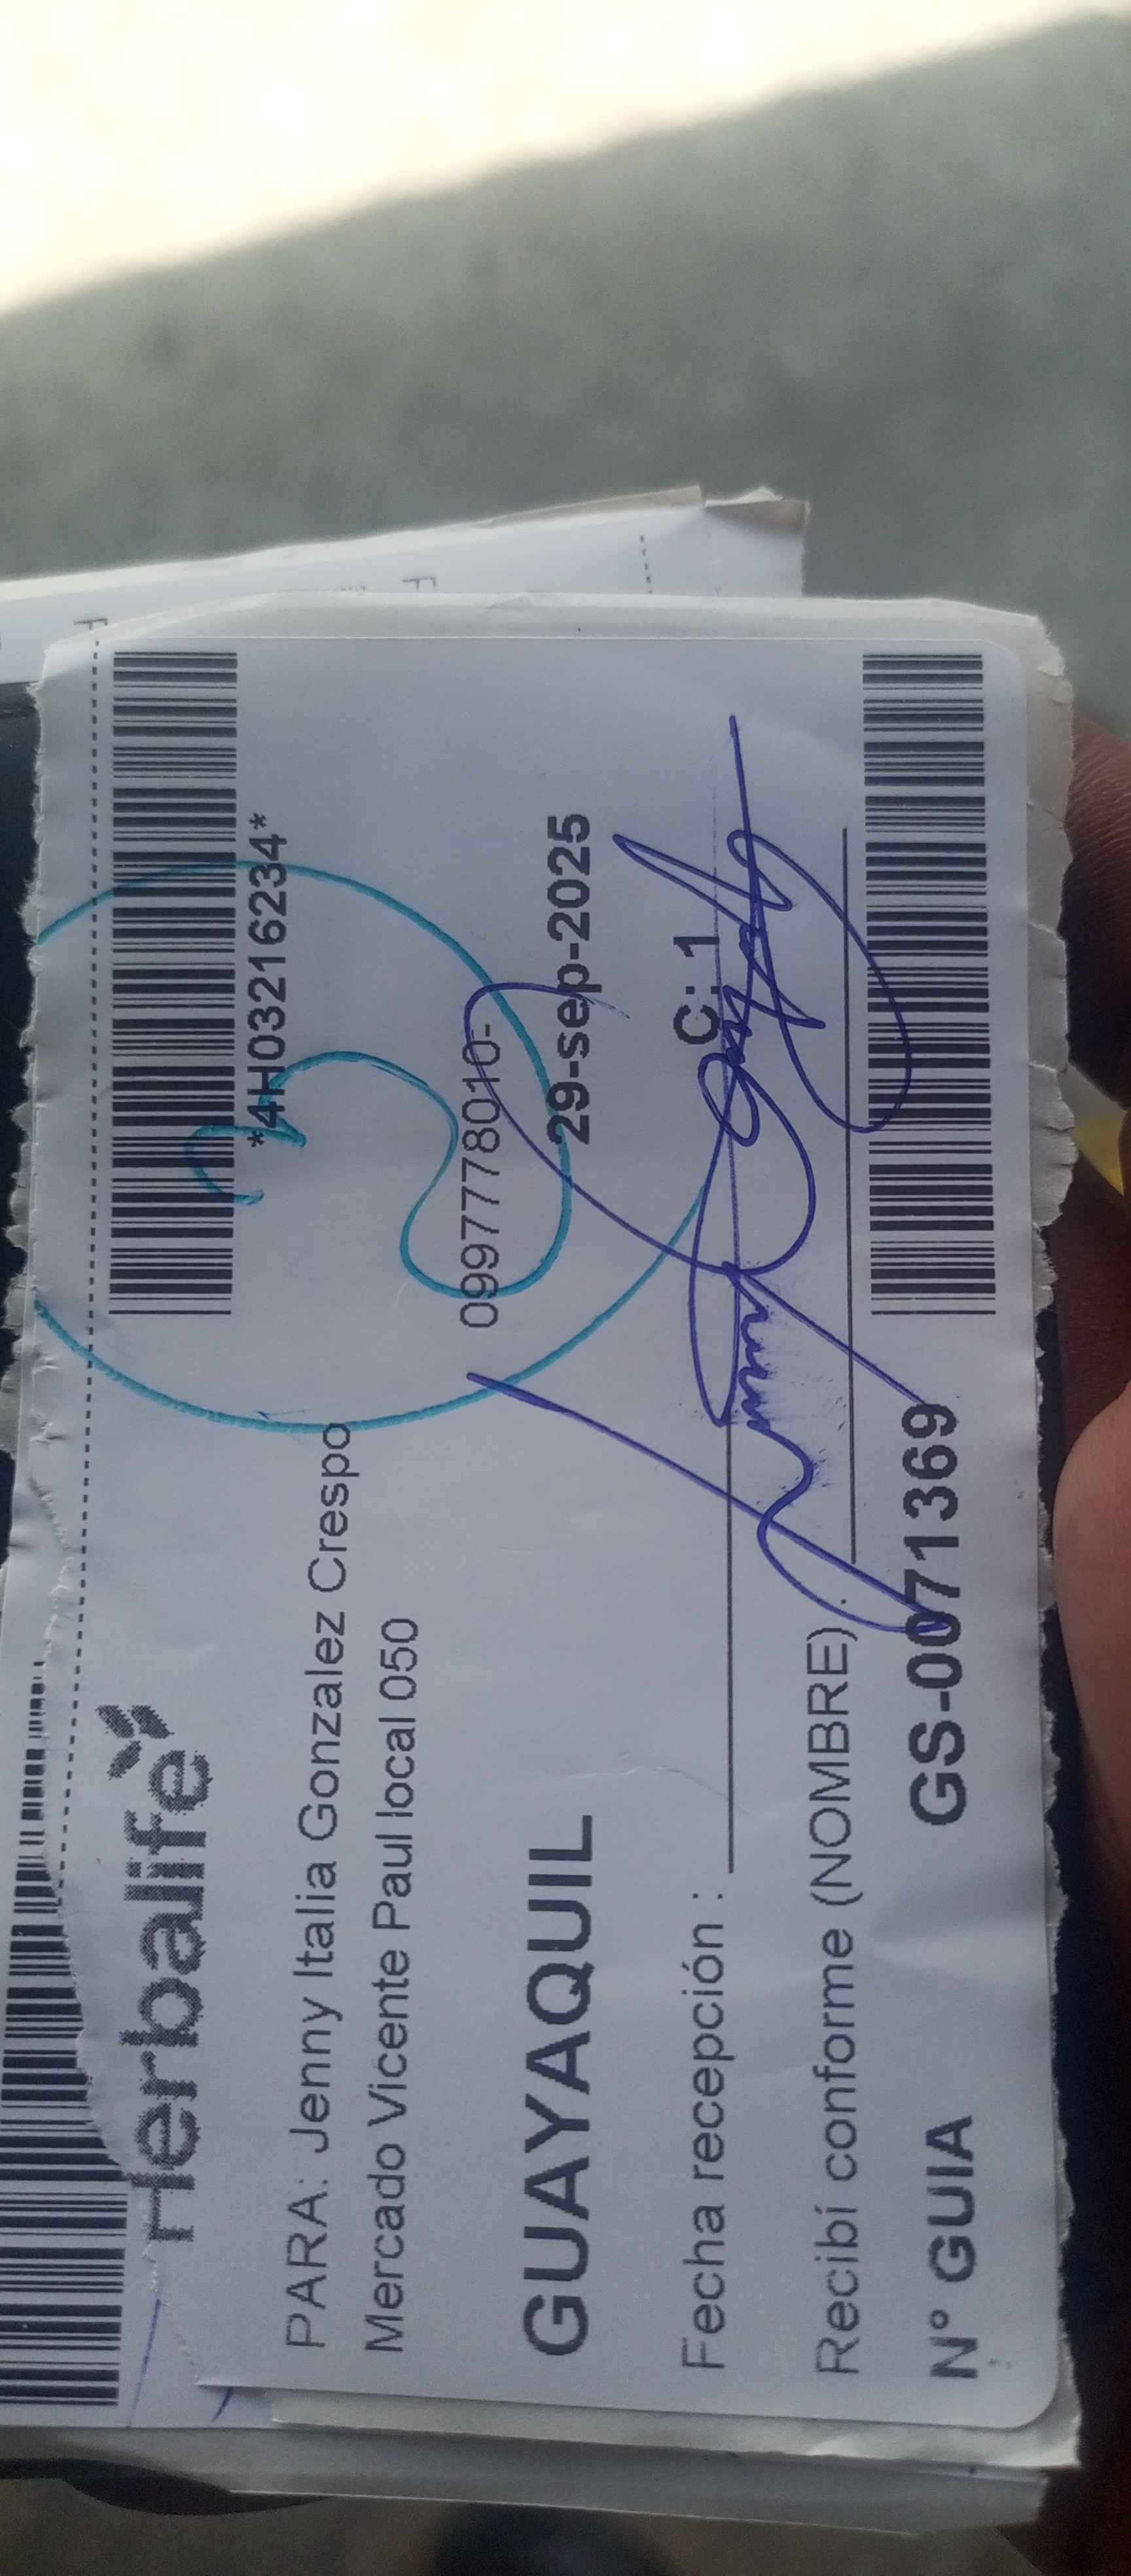 Herbalife
*4H03216234*
PARA: Jenny Italia Gonzalez Crespo
Mercado Vicente Paul local 050
0997778010-
GUAYAQUIL
29-sep-2025
C: 1
Fecha recepción :
Recibí conforme (NOMBRE).
N° GUIA
GS-0071369
3